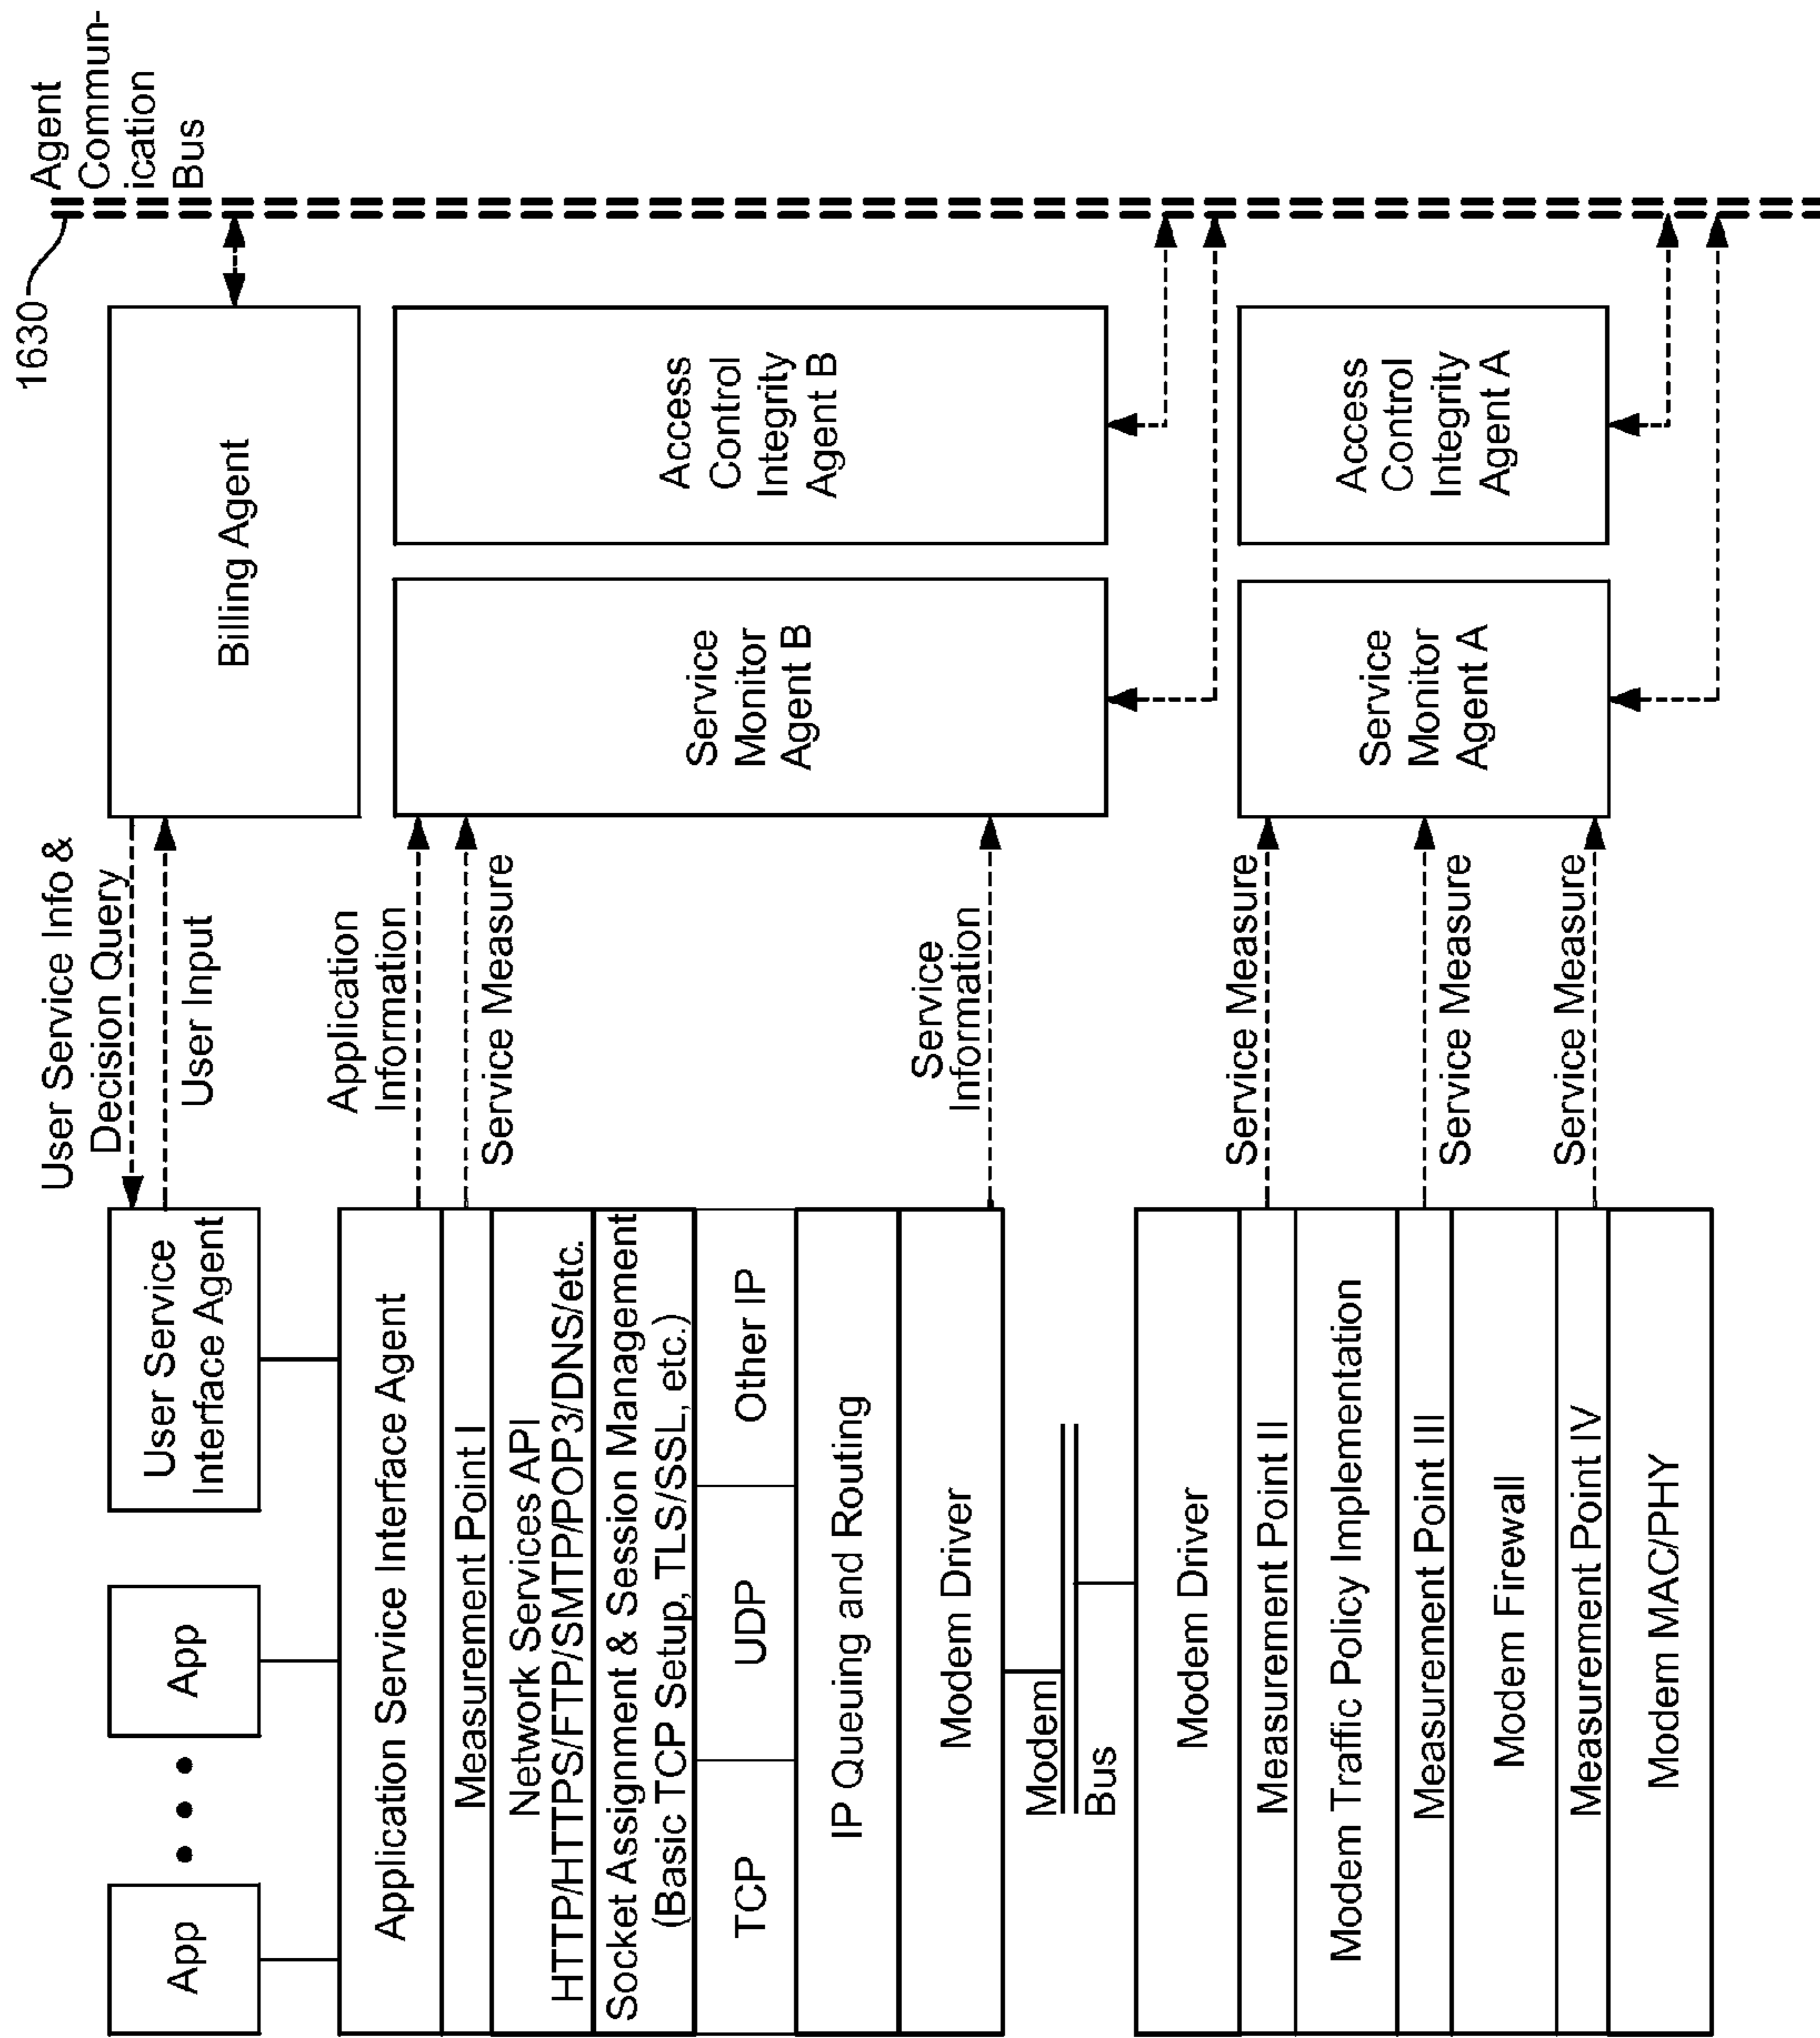 1630
Agent
Commun-
ication
Bus
User Service Info &
Decision Query
User Input
Billing Agent
User Service
Interface Agent
App
App
Application Service Interface Agent
Measurement Point I
Network Services API
HTTP/HTTPS/FTP/SMTP/POP3/DNS/etc.
Socket Assignment & Session Management
(Basic TCP Setup, TLS/SSL, etc.)
TCP
UDP
Other IP
IP Queuing and Routing
Modem Driver
Application
Information
Service Measure
Service
Information
Service
Monitor
Agent B
Access
Control
Integrity
Agent B
Modem
Bus
Modem Driver
Measurement Point II
Modem Traffic Policy Implementation
Measurement Point III
Modem Firewall
Measurement Point IV
Modem MAC/PHY
Service Measure
Service Measure
Service Measure
Service
Monitor
Agent A
Access
Control
Integrity
Agent A